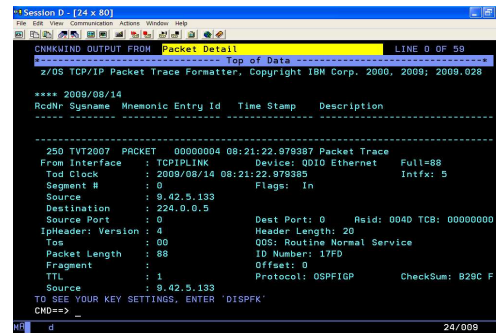 Session D - [24 x 80]
File Edit View Communication Actions Window Help
CNMKWIND OUTPUT FROM Packet Detail LINE 0 OF 59
*---------------------------------- Top of Data ----------------------------------*
z/OS TCP/IP Packet Trace Formatter, Copyright IBM Corp. 2000, 2009; 2009.028
**** 2009/08/14
RcdNr Sysname Mnemonic Entry Id Time Stamp Description
----- -------- -------- -------- --------------- --------------------
--------------------------------------------------------------------------------
250 TVT2007 PACKET 00000004 08:21:22.979387 Packet Trace
From Interface : TCPIPLINK Device: QDIO Ethernet Full=88
Tod Clock : 2009/08/14 08:21:22.979385 Intfx: 5
Segment # : 0 Flags: In
Source : 9.42.5.133
Destination : 224.0.0.5
Source Port : 0 Dest Port: 0 Asid: 004D TCB: 00000000
IpHeader: Version : 4 Header Length: 20
Tos : 00 QOS: Routine Normal Service
Packet Length : 88 ID Number: 17FD
Fragment : Offset: 0
TTL : 1 Protocol: OSPFIGP CheckSum: B29C F
Source : 9.42.5.133
TO SEE YOUR KEY SETTINGS, ENTER 'DISPFK'
CMD==> _
MA d 24/009